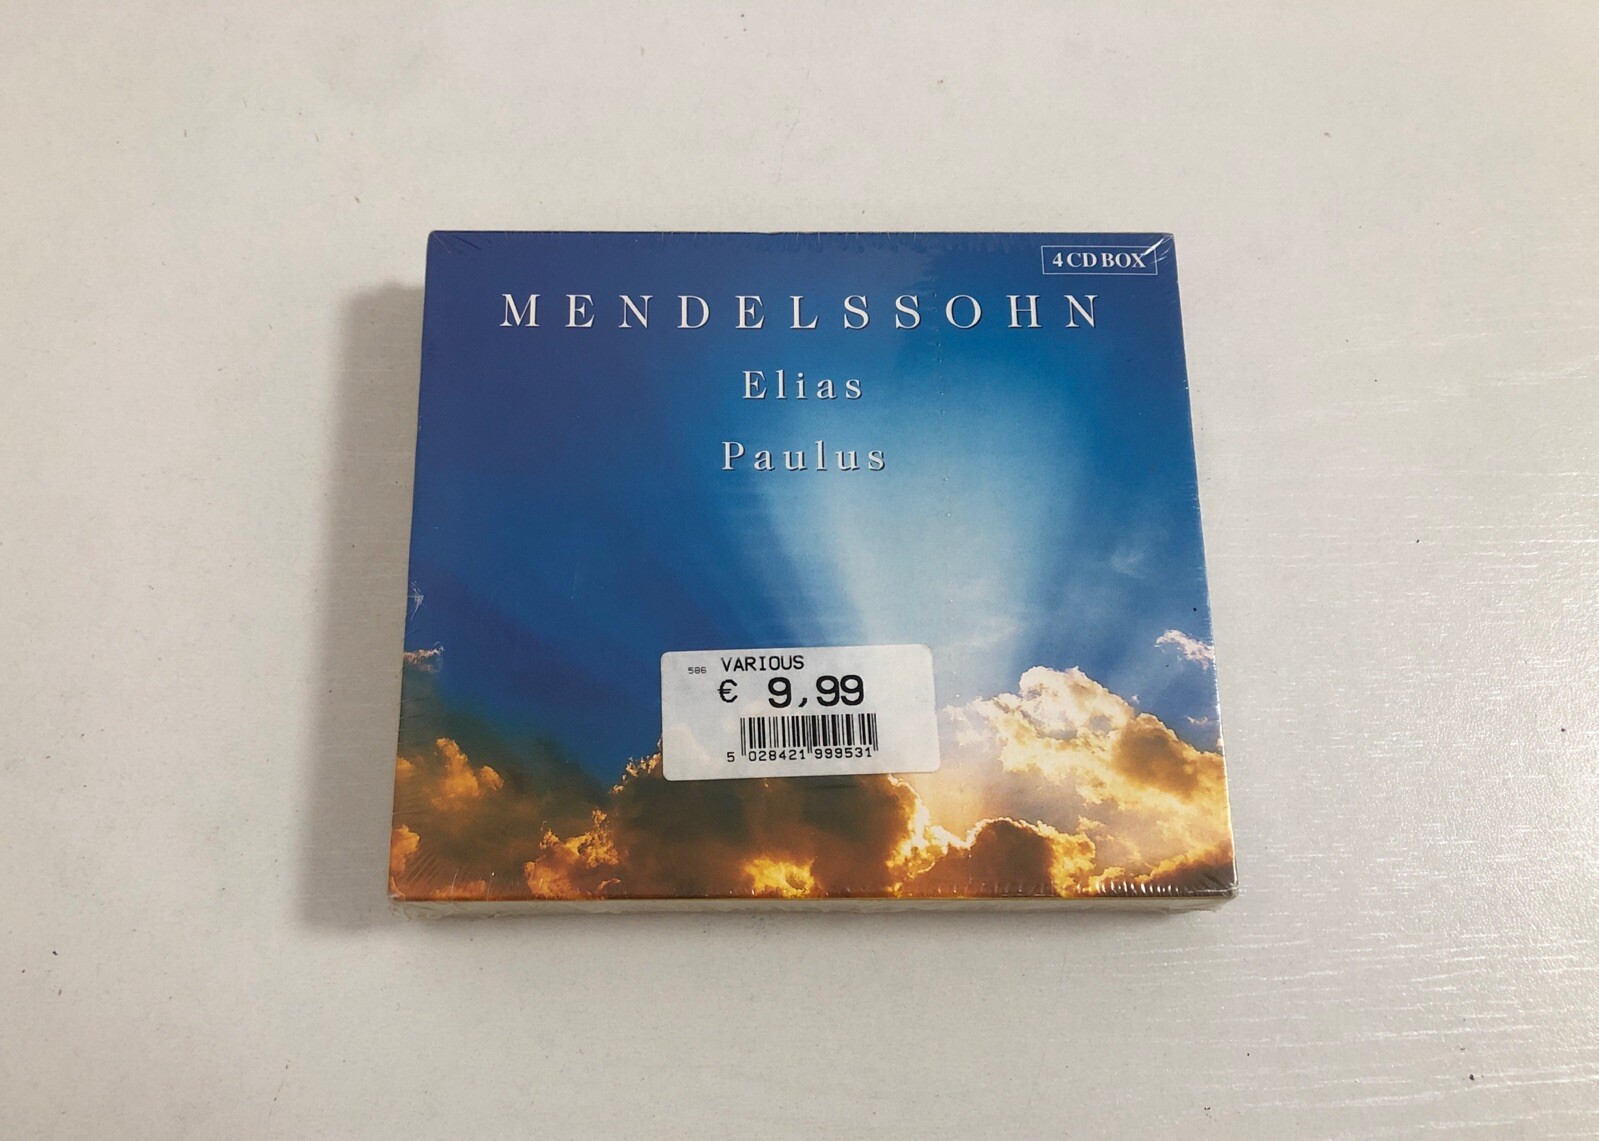 4 CD BOX
MENDELSSOHN
Elias
Paulus
586 VARIOUS
€ 9,99
5 028421 999531